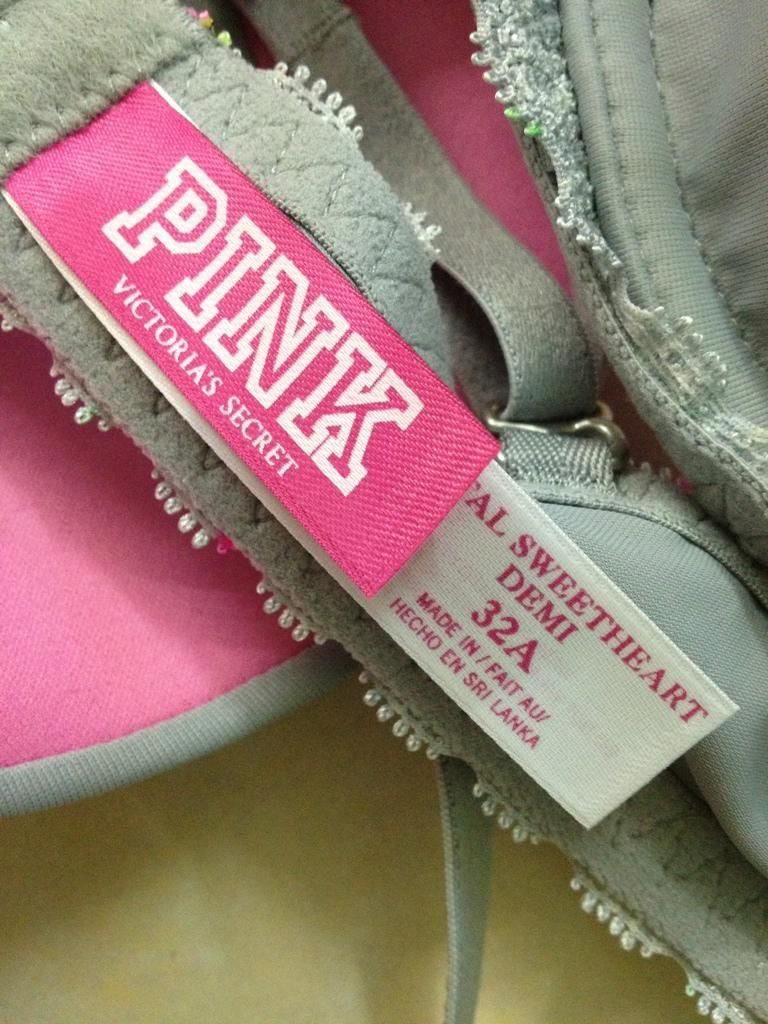 PINK
VICTORIA'S SECRET
SWEETHEART
DEMI
32A
MADE IN / FAIT AU/
HECHO EN SRI LANKA